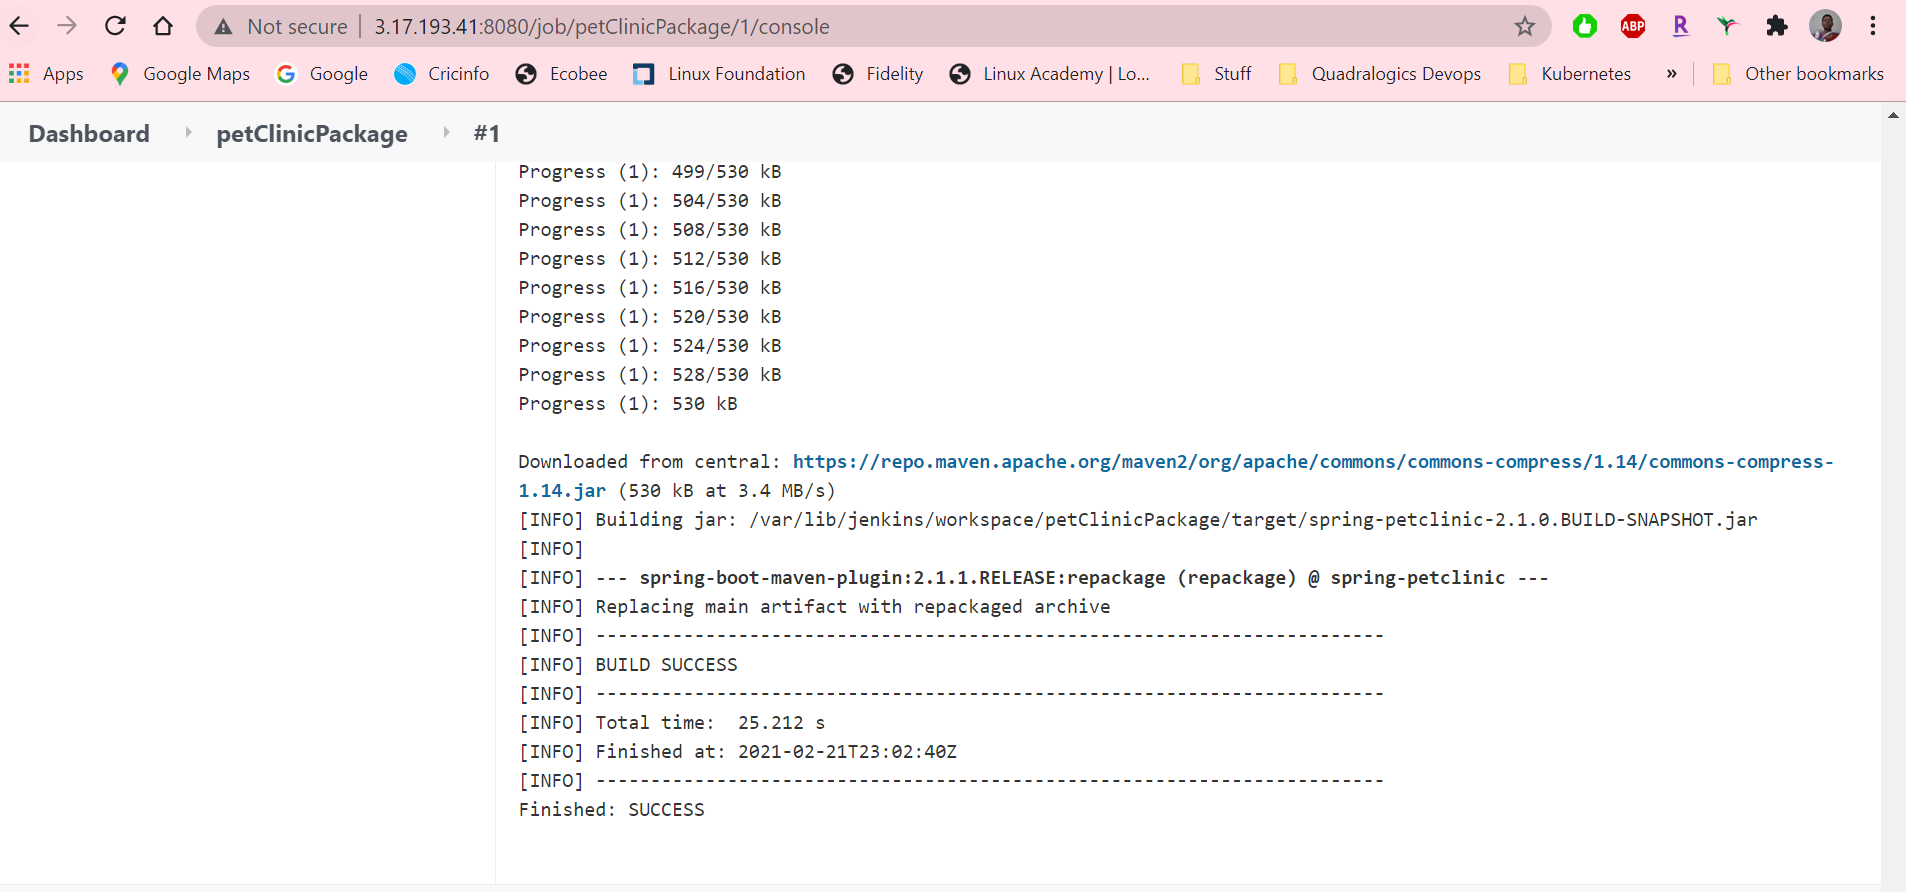 Not secure 3.17.193.41:8080/job/petClinicPackage/1/console ABP R
Apps Google Maps G Google Cricinfo Ecobee Linux Foundation Fidelity Linux Academy | Lo... Stuff Quadralogics Devops Kubernetes » Other bookmarks
Dashboard petClinicPackage #1
Progress (1): 499/530 kB
Progress (1): 504/530 kB
Progress (1): 508/530 kB
Progress (1): 512/530 kB
Progress (1): 516/530 kB
Progress (1): 520/530 kB
Progress (1): 524/530 kB
Progress (1): 528/530 kB
Progress (1): 530 kB
Downloaded from central: https://repo.maven.apache.org/maven2/org/apache/commons/commons-compress/1.14/commons-compress-
1.14.jar (530 kB at 3.4 MB/s)
[INFO] Building jar: /var/lib/jenkins/workspace/petClinicPackage/target/spring-petclinic-2.1.0.BUILD-SNAPSHOT.jar
[INFO]
[INFO] --- spring-boot-maven-plugin:2.1.1.RELEASE:repackage (repackage) @ spring-petclinic ---
[INFO] Replacing main artifact with repackaged archive
[INFO] ------------------------------------------------------------------------
[INFO] BUILD SUCCESS
[INFO] ------------------------------------------------------------------------
[INFO] Total time:  25.212 s
[INFO] Finished at: 2021-02-21T23:02:40Z
[INFO] ------------------------------------------------------------------------
Finished: SUCCESS